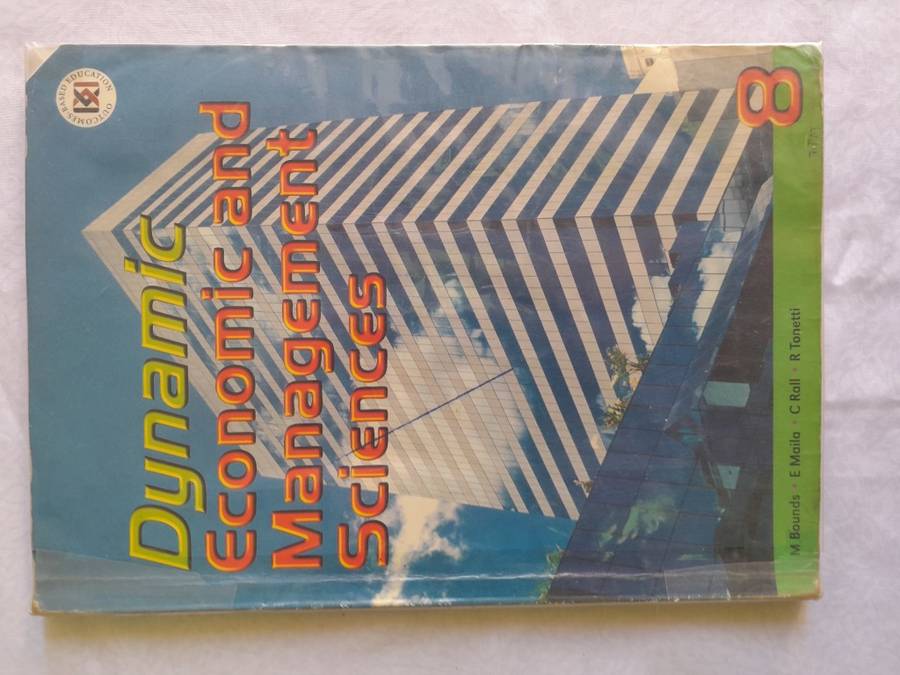 OUTCOMES-BASED EDUCATION
Dynamic
Economic and
Management
Sciences
8
M Bounds • E Maila • C Rall • R Tonetti